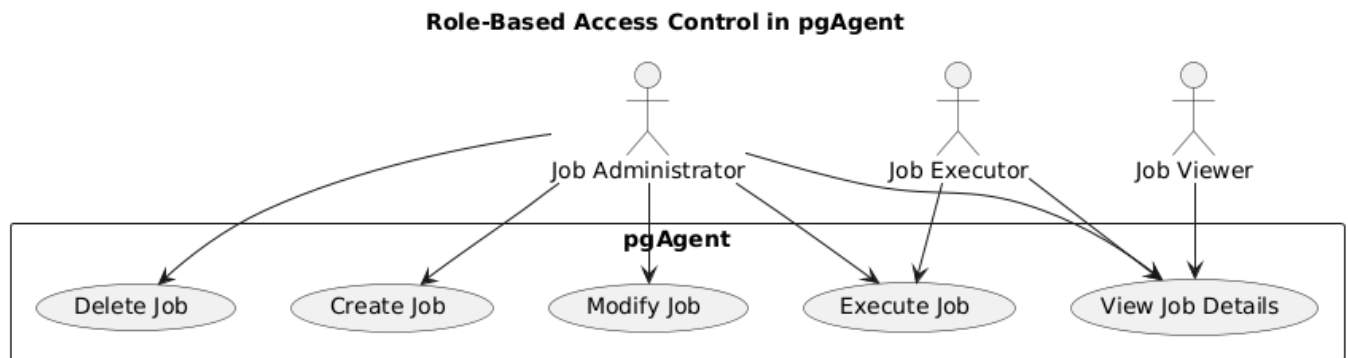 Role-Based Access Control in pgAgent
Job Administrator
Job Executor
Job Viewer
pgAgent
Delete Job
Create Job
Modify Job
Execute Job
View Job Details